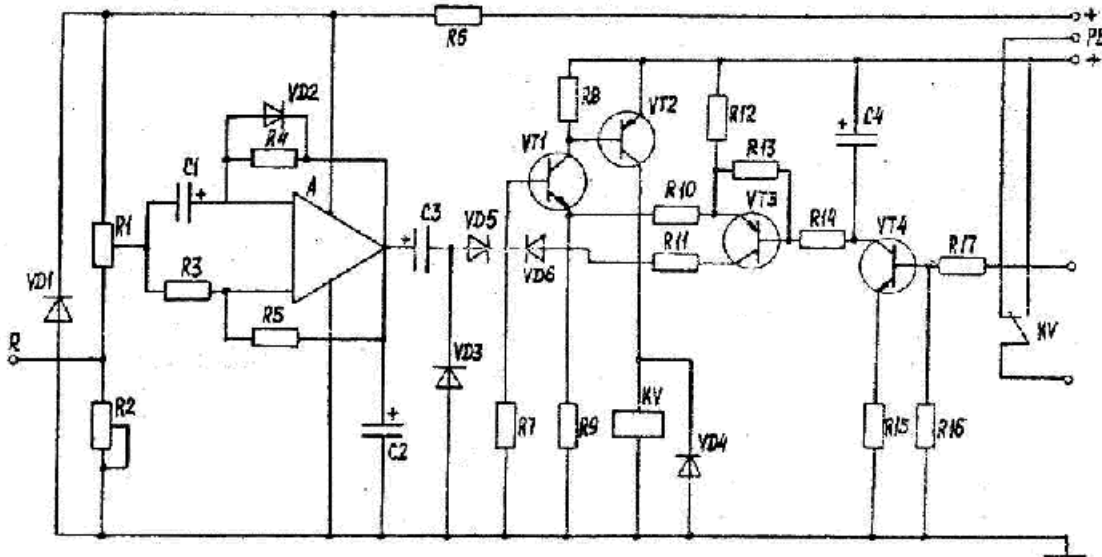 R6
+
PE
+
VD2
R8
VT2
R12
C4
R4
VT1
R13
C1
A
R10
VT3
R14
VT4
R17
R1
C3
VD5
R3
R11
VD6
VD1
R5
KV
R
VD3
R2
R7
R9
KV
VD4
R15
R16
C2